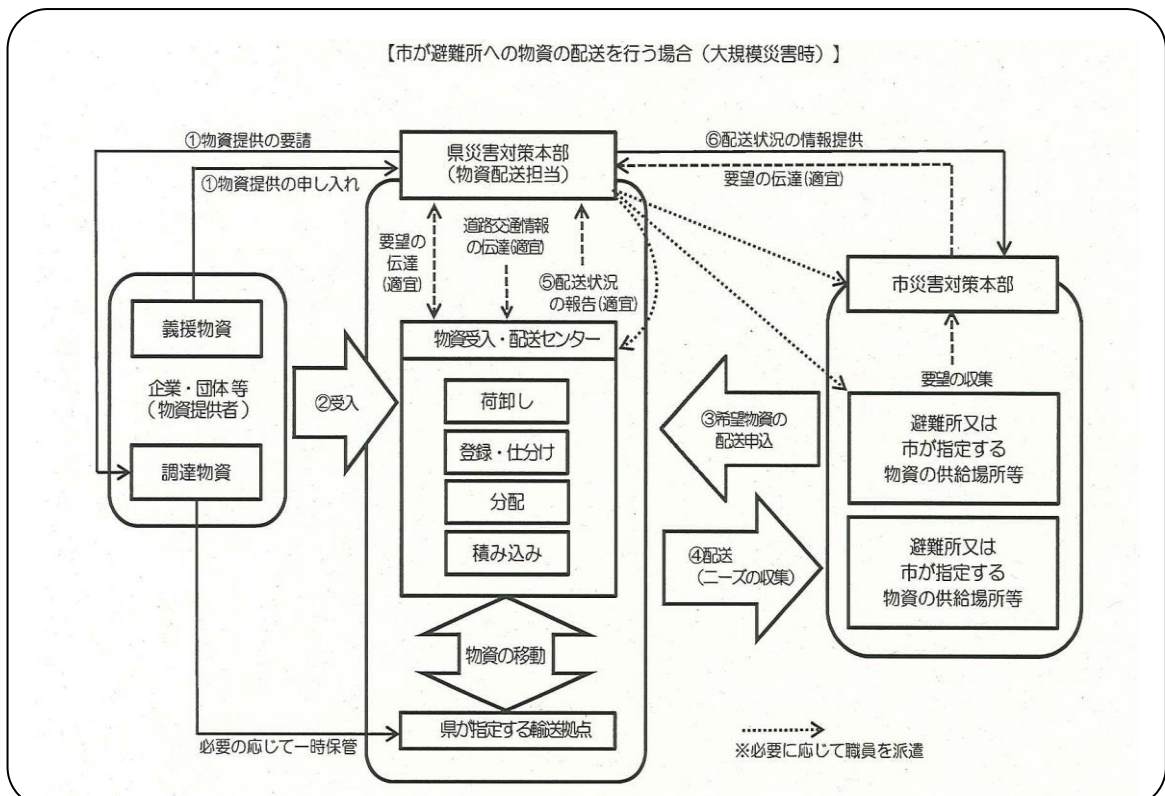 【市が避難所への物資の配送を行う場合（大規模災害時）】
①物資提供の要請
①物資提供の申し入れ
県災害対策本部
（物資配送担当）
⑥配送状況の情報提供
要望の伝達（適宜）
要望の
伝達
（適宜）
道路交通情報
の伝達（適宜）
⑤配送状況
の報告（適宜）
市災害対策本部
義援物資
企業・団体等
（物資提供者）
調達物資
②受入
物資受入・配送センター
荷卸し
登録・仕分け
分配
積み込み
③希望物資の
配送申込
④配送
（ニーズの収集）
要望の収集
避難所又は
市が指定する
物資の供給場所等
避難所又は
市が指定する
物資の供給場所等
物資の移動
県が指定する輸送拠点
必要の応じて一時保管
※必要に応じて職員を派遣